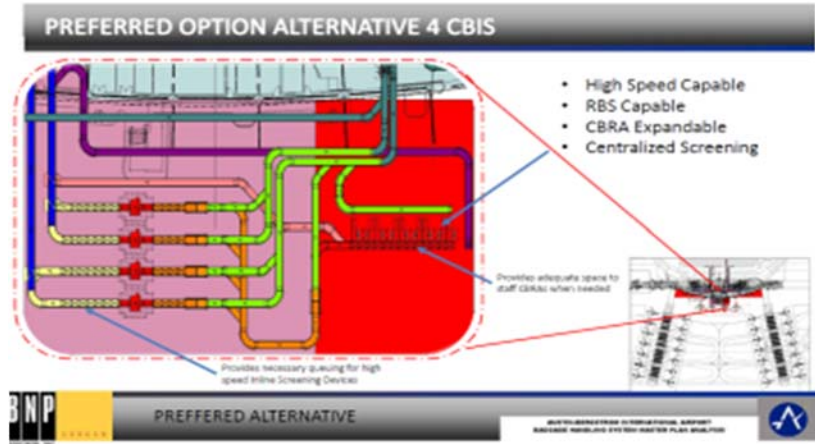 PREFERRED OPTION ALTERNATIVE 4 CBIS
• High Speed Capable
• RBS Capable
• CBRA Expandable
• Centralized Screening
Provides adequate space to
staff CBRAs when needed
Provides necessary queuing for high
speed Inline Screening Devices
BNP
PREFFERED ALTERNATIVE
AUSTIN-BERGSTROM INTERNATIONAL AIRPORT
BAGGAGE HANDLING SYSTEM MASTER PLAN ANALYSIS